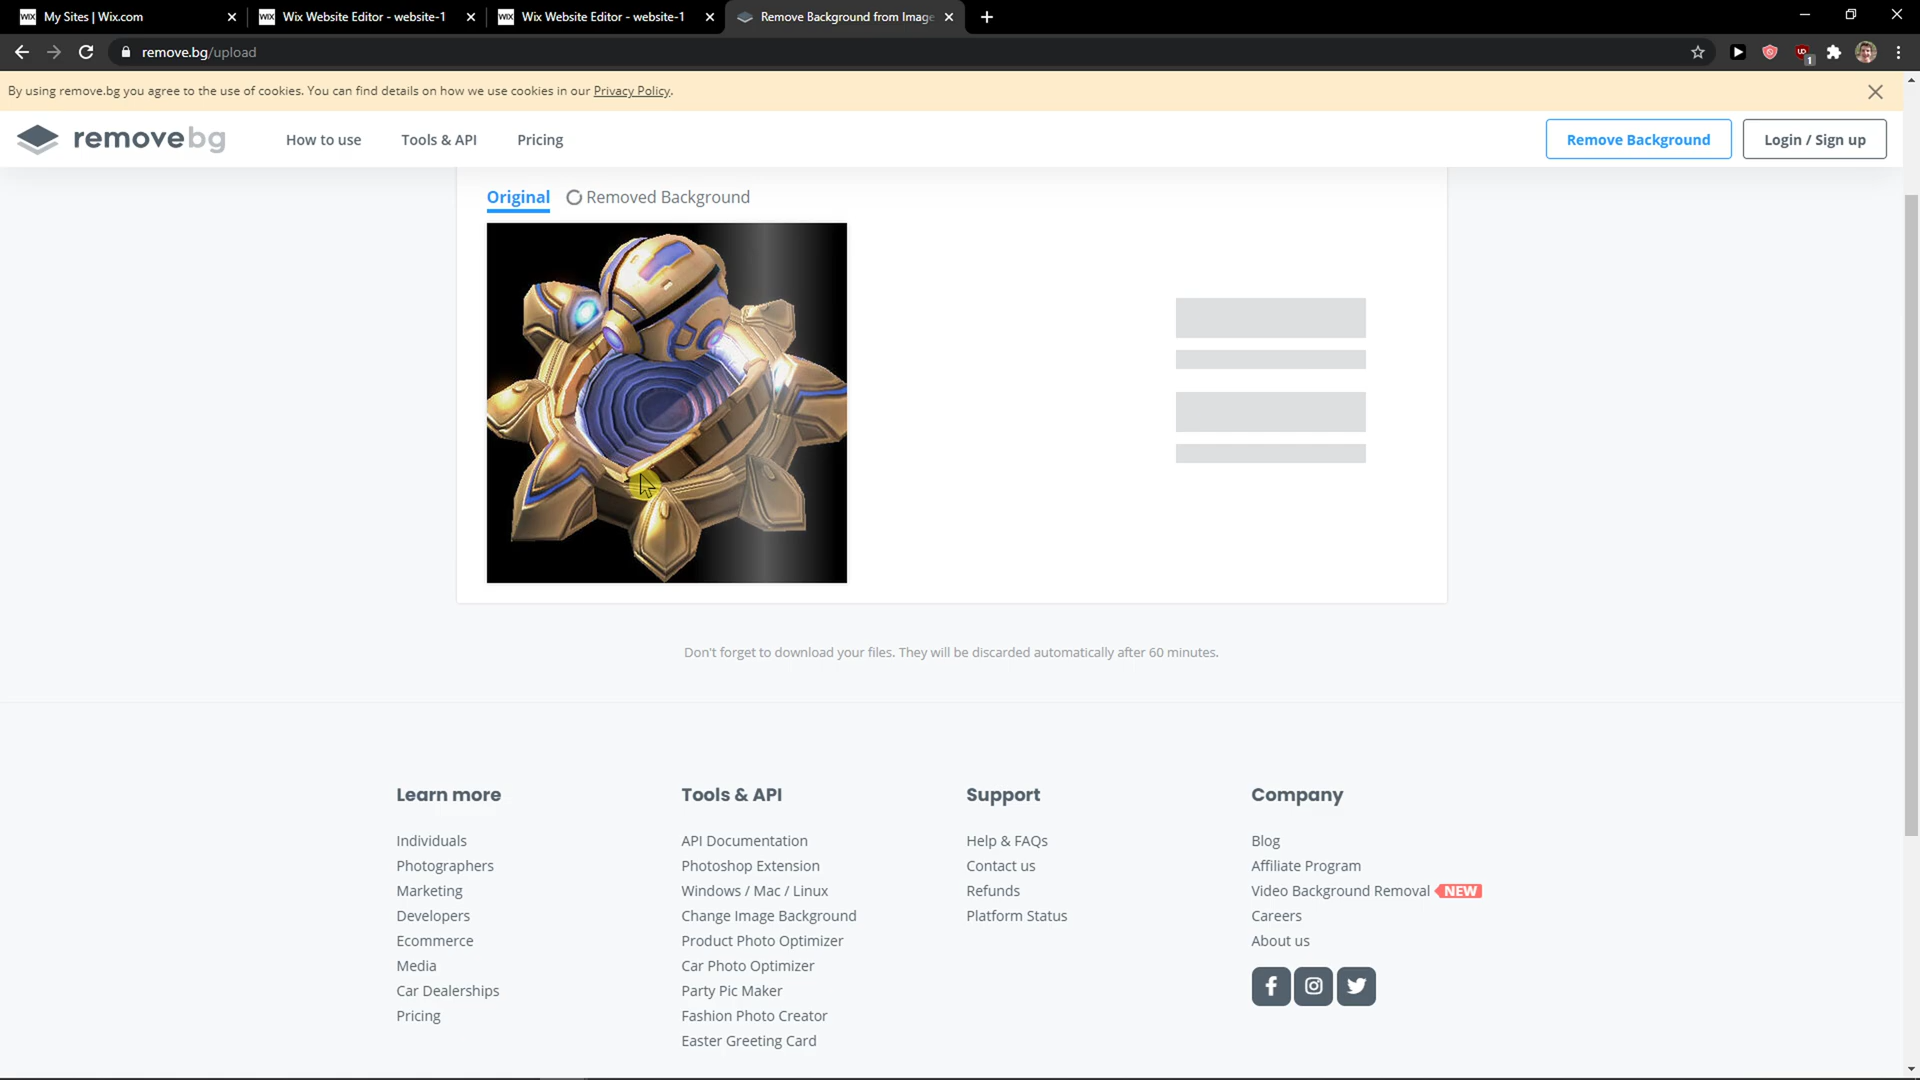 WIX My Sites | Wix.com
WIX Wix Website Editor - website-1
WIX Wix Website Editor - website-1
Remove Background from Image
remove.bg/upload
UD 1
By using remove.bg you agree to the use of cookies. You can find details on how we use cookies in our Privacy Policy.
removebg
How to use
Tools & API
Pricing
Remove Background
Login / Sign up
Original
Removed Background
Don't forget to download your files. They will be discarded automatically after 60 minutes.
Learn more
Individuals
Photographers
Marketing
Developers
Ecommerce
Media
Car Dealerships
Pricing
Tools & API
API Documentation
Photoshop Extension
Windows / Mac / Linux
Change Image Background
Product Photo Optimizer
Car Photo Optimizer
Party Pic Maker
Fashion Photo Creator
Easter Greeting Card
Support
Help & FAQs
Contact us
Refunds
Platform Status
Company
Blog
Affiliate Program
Video Background Removal NEW
Careers
About us